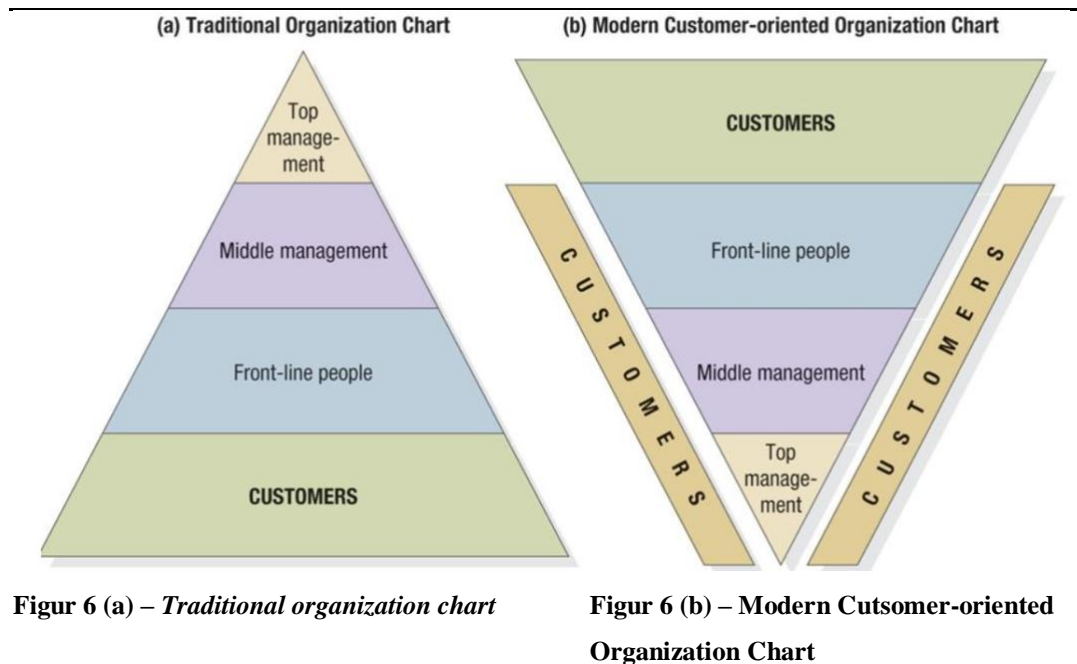 (a) Traditional Organization Chart
Top
manage-
ment
Middle management
Front-line people
CUSTOMERS
(b) Modern Customer-oriented Organization Chart
CUSTOMERS
Front-line people
Middle management
Top
manage-
ment
CUSTOMERS
CUSTOMERS
Figur 6 (a) – Traditional organization chart
Figur 6 (b) – Modern Cutsomer-oriented
Organization Chart